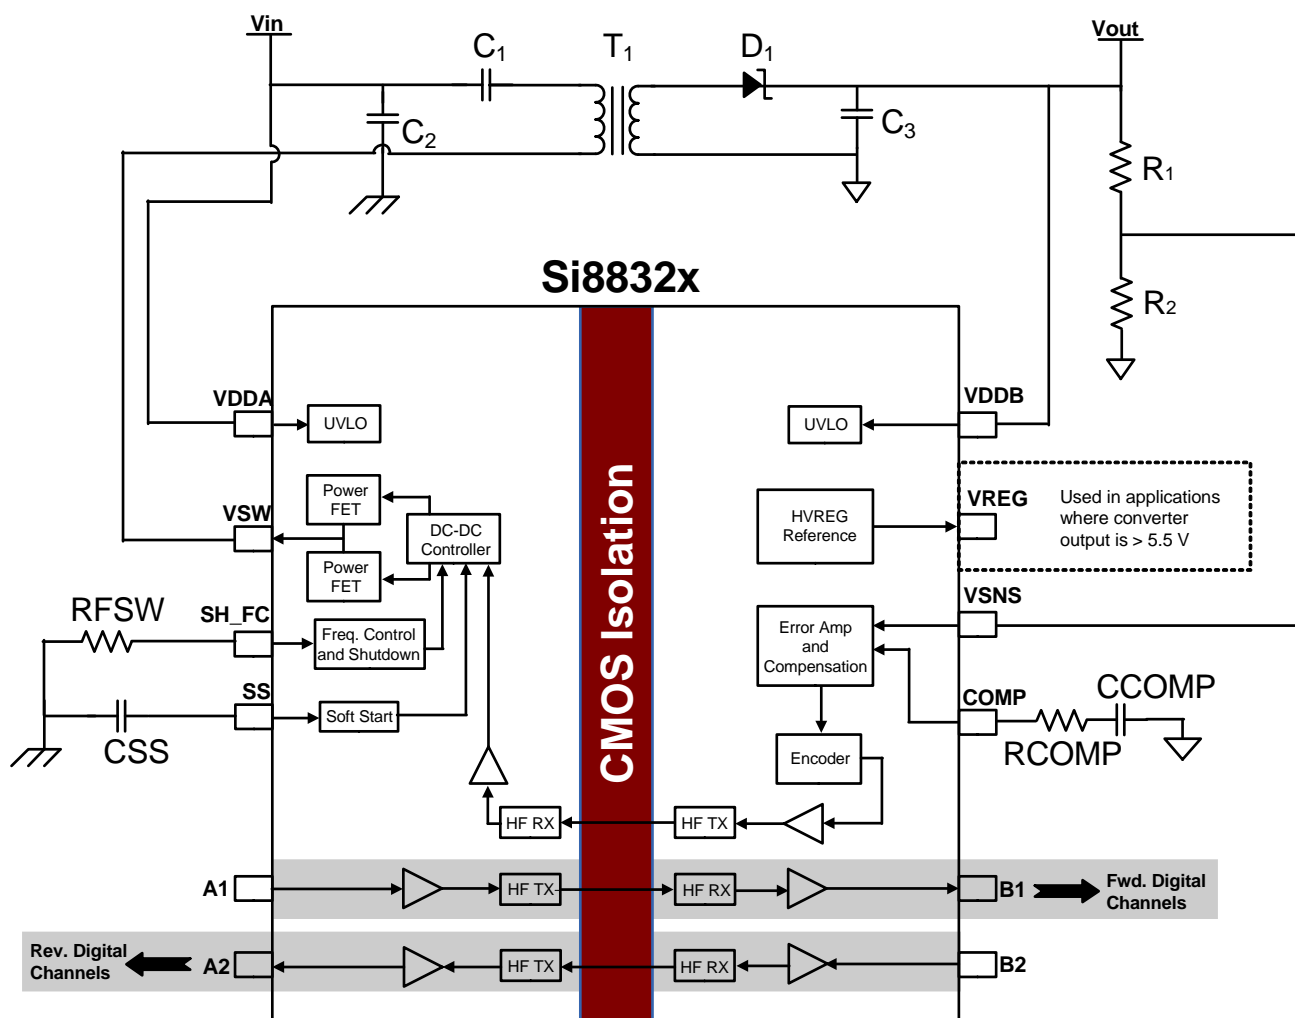 Vin
C1
T1
D1
Vout
C2
C3
R1
R2
Si8832x
VDDA
UVLO
UVLO
VDDB
Power
FET
VSW
DC-DC
Controller
Power
FET
HVREG
Reference
VREG
Used in applications
where converter
output is > 5.5 V
CMOS Isolation
RFSW
SH_FC
Freq. Control
and Shutdown
Error Amp
and
Compensation
VSNS
SS
Soft Start
CSS
COMP
CCOMP
RCOMP
Encoder
HF RX
HF TX
A1
HF TX
HF RX
B1
Fwd. Digital
Channels
Rev. Digital
Channels
A2
HF TX
HF RX
B2